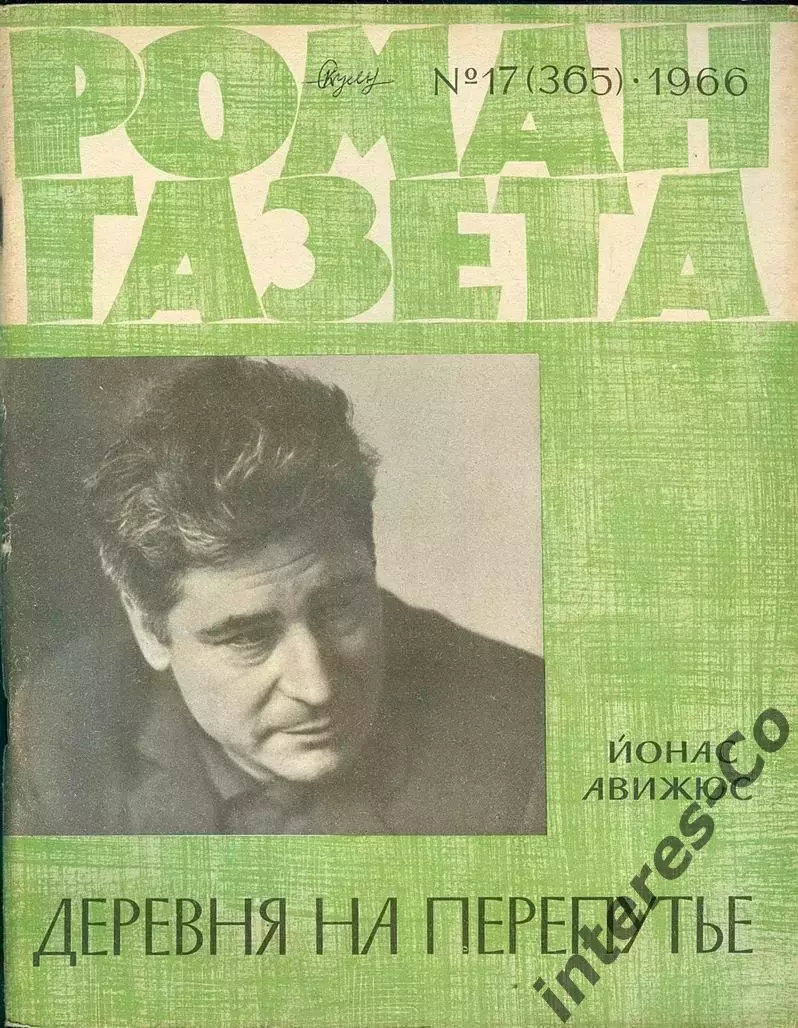 РОМАН
№17 (365) · 1966
ГАЗЕТА
ЙОНАС
АВИЖЮС
ДЕРЕВНЯ НА ПЕРЕПУТЬЕ
interes.co